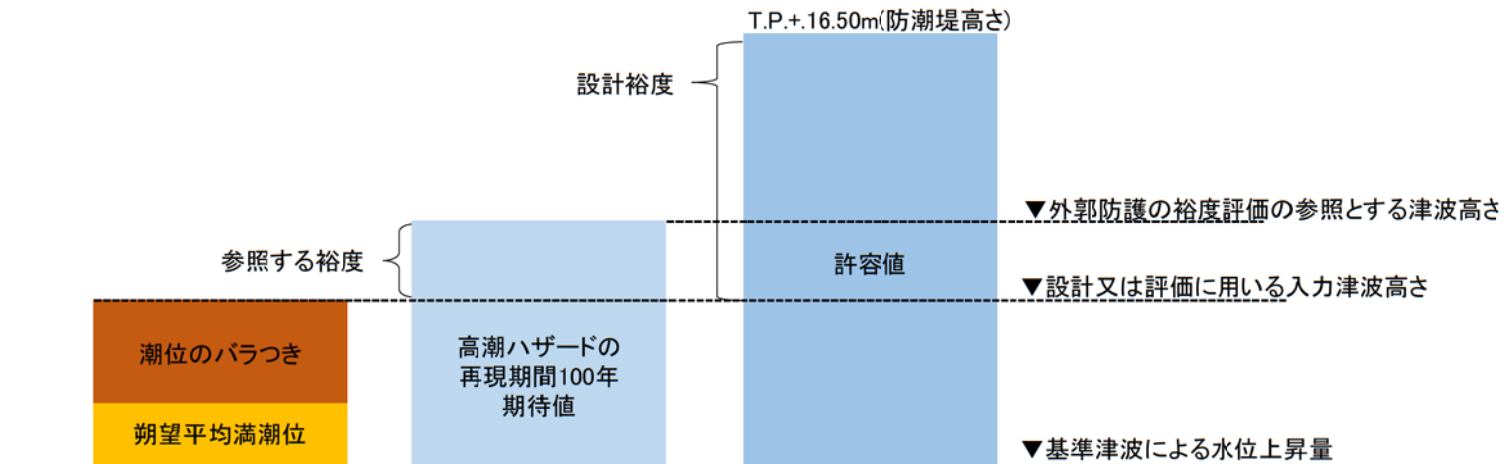 T.P.+.16.50m(防潮堤高さ)
設計裕度
▼外郭防護の裕度評価の参照とする津波高さ
参照する裕度
許容値
▼設計又は評価に用いる入力津波高さ
潮位のバラつき
高潮ハザードの
再現期間100年
期待値
朔望平均満潮位
▼基準津波による水位上昇量